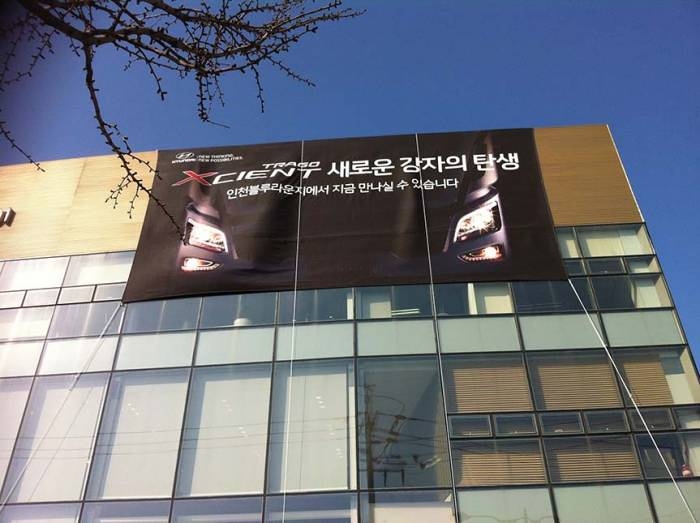 HYUNDAI
NEW THINKING.
NEW POSSIBILITIES.
TRAGO
XCIENT 새로운 강자의 탄생
인천블루라운지에서 지금 만나실 수 있습니다